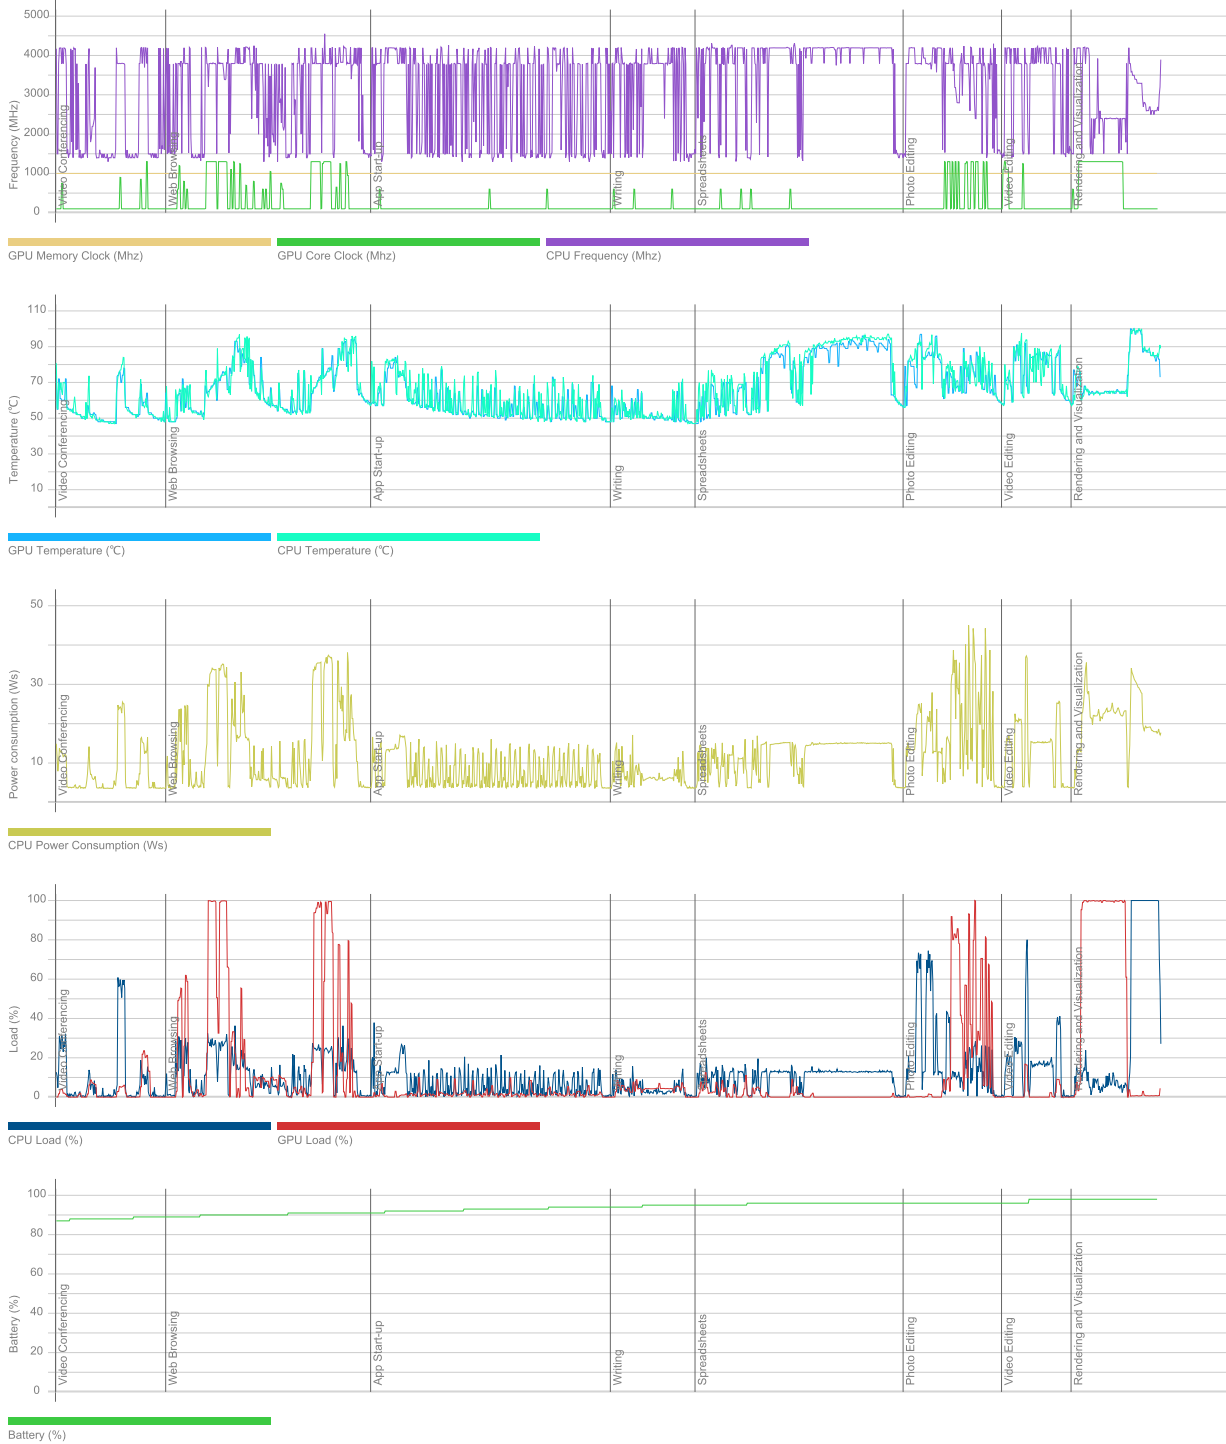 Frequency (MHz)
5000
4000
3000
2000
1000
0
Video Conferencing
Web Browsing
App Start-up
Writing
Spreadsheets
Photo Editing
Video Editing
Rendering and Visualization
GPU Memory Clock (Mhz)
GPU Core Clock (Mhz)
CPU Frequency (Mhz)
Temperature (°C)
110
90
70
50
30
10
Video Conferencing
Web Browsing
App Start-up
Writing
Spreadsheets
Photo Editing
Video Editing
Rendering and Visualization
GPU Temperature (°C)
CPU Temperature (°C)
Power consumption (Ws)
50
30
10
Video Conferencing
Web Browsing
App Start-up
Writing
Spreadsheets
Photo Editing
Video Editing
Rendering and Visualization
CPU Power Consumption (Ws)
Load (%)
100
80
60
40
20
0
Video Conferencing
Web Browsing
App Start-up
Writing
Spreadsheets
Photo Editing
Video Editing
Rendering and Visualization
CPU Load (%)
GPU Load (%)
Battery (%)
100
80
60
40
20
0
Video Conferencing
Web Browsing
App Start-up
Writing
Spreadsheets
Photo Editing
Video Editing
Rendering and Visualization
Battery (%)